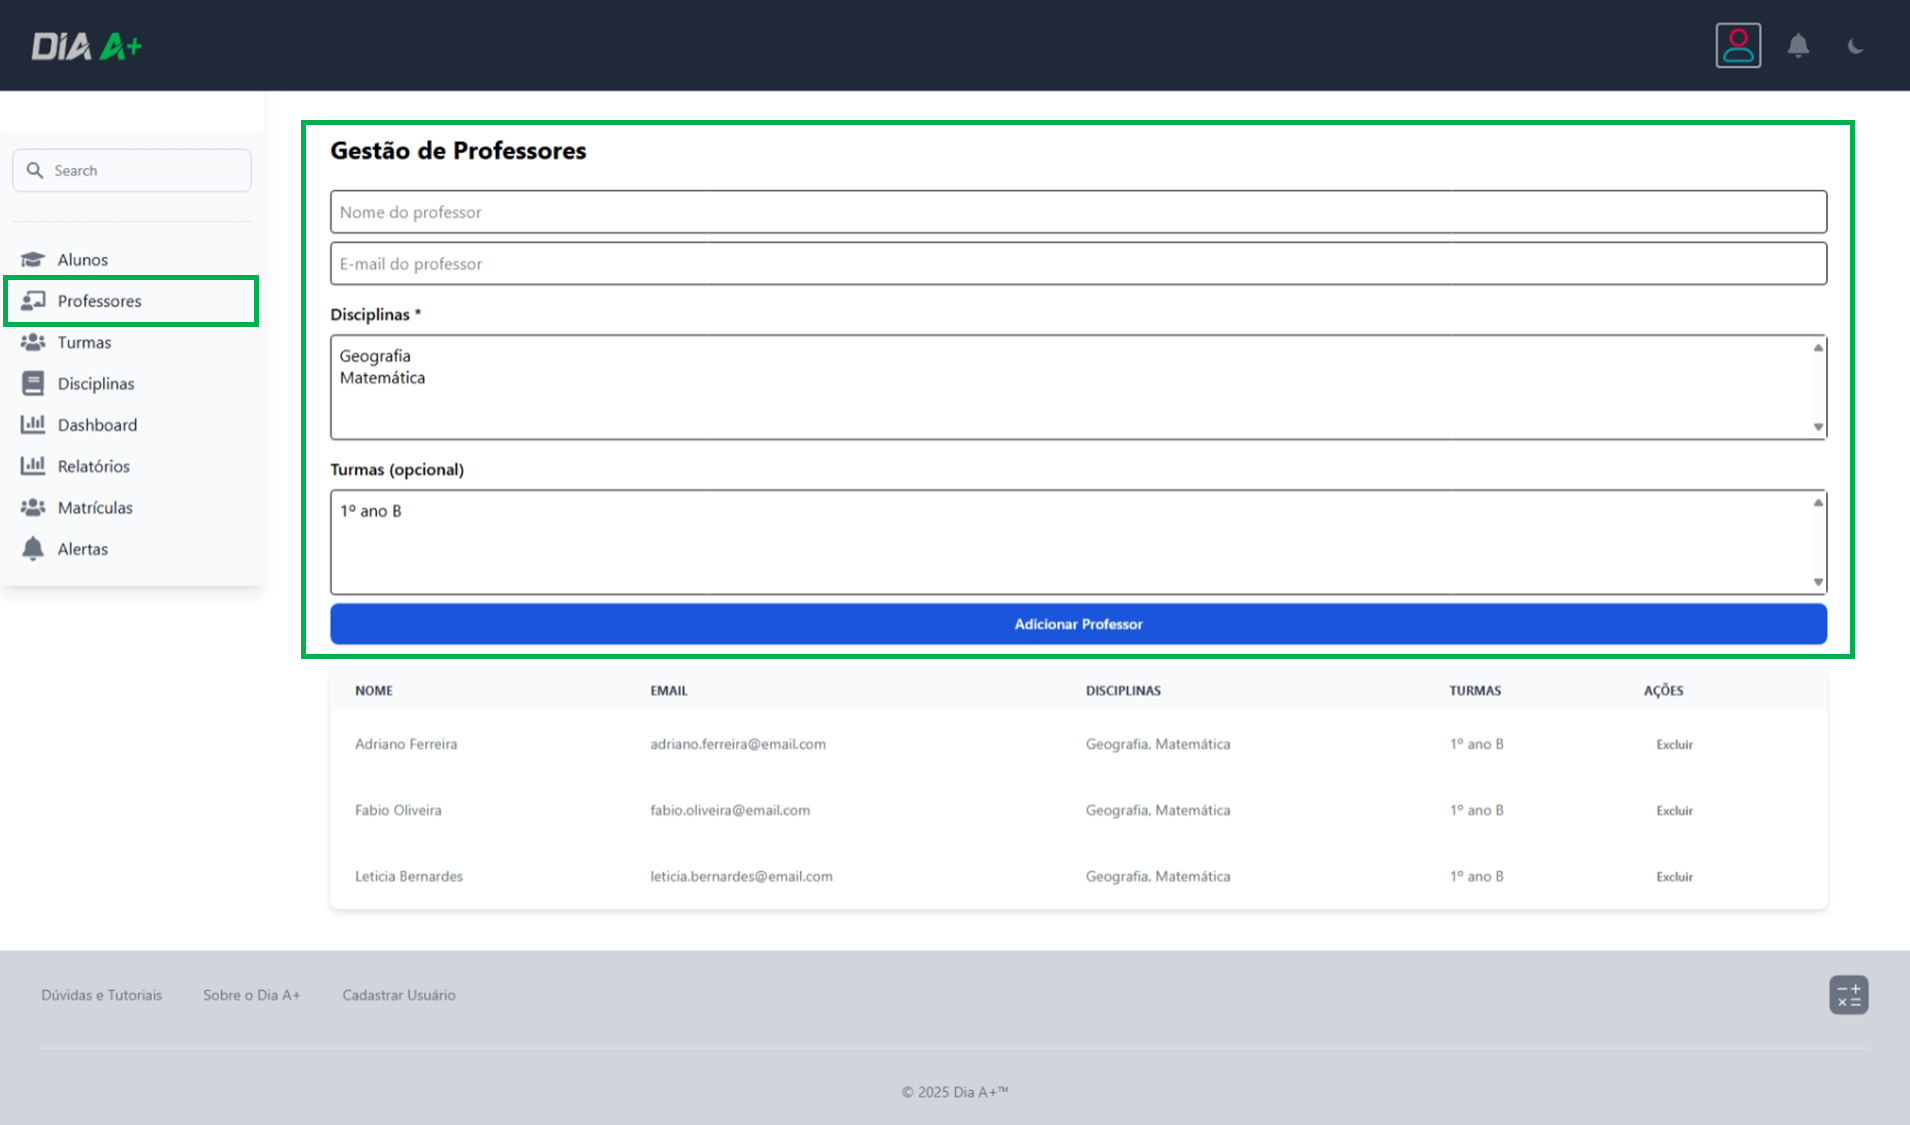 DIA A+
Search
Alunos
Professores
Turmas
Disciplinas
Dashboard
Relatórios
Matrículas
Alertas
Gestão de Professores
Nome do professor
E-mail do professor
Disciplinas *
Geografia
Matemática
Turmas (opcional)
1º ano B
Adicionar Professor
NOME EMAIL DISCIPLINAS TURMAS AÇÕES
Adriano Ferreira adriano.ferreira@email.com Geografia, Matemática 1º ano B Excluir
Fabio Oliveira fabio.oliveira@email.com Geografia, Matemática 1º ano B Excluir
Leticia Bernardes leticia.bernardes@email.com Geografia, Matemática 1º ano B Excluir
Dúvidas e Tutoriais Sobre o Dia A+ Cadastrar Usuário
© 2025 Dia A+™